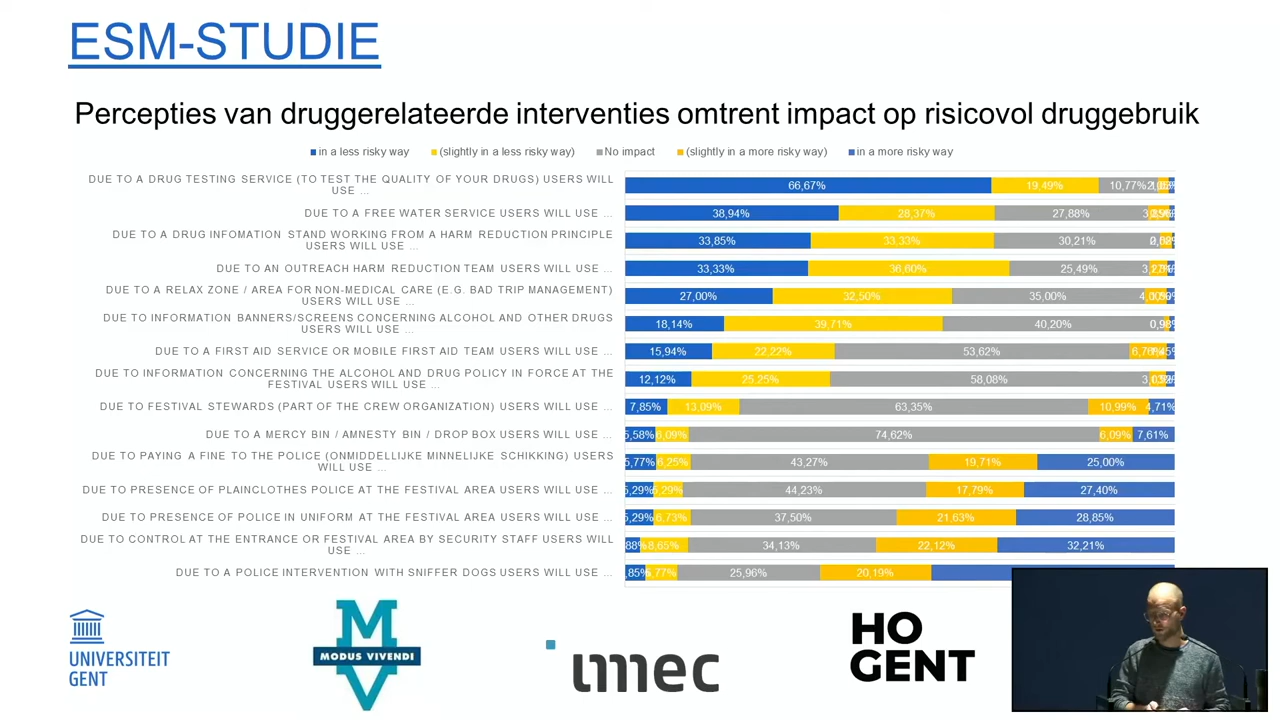 ESM-STUDIE
Percepties van druggerelateerde interventies omtrent impact op risicovol druggebruik
in a less risky way (slightly in a less risky way) No impact (slightly in a more risky way) in a more risky way
DUE TO A DRUG TESTING SERVICE (TO TEST THE QUALITY OF YOUR DRUGS) USERS WILL
USE ...
66,67% 19,49% 10,77%
DUE TO A FREE WATER SERVICE USERS WILL USE ...
38,94% 28,37% 27,88%
DUE TO A DRUG INFOMATION STAND WORKING FROM A HARM REDUCTION PRINCIPLE
USERS WILL USE ...
33,85% 33,33% 30,21%
DUE TO AN OUTREACH HARM REDUCTION TEAM USERS WILL USE ...
33,33% 36,60% 25,49%
DUE TO A RELAX ZONE / AREA FOR NON-MEDICAL CARE (E.G. BAD TRIP MANAGEMENT)
USERS WILL USE ...
27,00% 32,50% 35,00%
DUE TO INFORMATION BANNERS/SCREENS CONCERNING ALCOHOL AND OTHER DRUGS
USERS WILL USE ...
18,14% 39,71% 40,20%
DUE TO A FIRST AID SERVICE OR MOBILE FIRST AID TEAM USERS WILL USE ...
15,94% 22,22% 53,62%
DUE TO INFORMATION CONCERNING THE ALCOHOL AND DRUG POLICY IN FORCE AT THE
FESTIVAL USERS WILL USE ...
12,12% 25,25% 58,08%
DUE TO FESTIVAL STEWARDS (PART OF THE CREW ORGANIZATION) USERS WILL USE ...
7,85% 13,09% 63,35% 10,99% 4,71%
DUE TO A MERCY BIN / AMNESTY BIN / DROP BOX USERS WILL USE ...
5,58% 6,09% 74,62% 6,09% 7,61%
DUE TO PAYING A FINE TO THE POLICE (ONMIDDELLIJKE MINNELIJKE SCHIKKING) USERS
WILL USE ...
5,77% 6,25% 43,27% 19,71% 25,00%
DUE TO PRESENCE OF PLAINCLOTHES POLICE AT THE FESTIVAL AREA USERS WILL USE ...
5,29% 5,29% 44,23% 17,79% 27,40%
DUE TO PRESENCE OF POLICE IN UNIFORM AT THE FESTIVAL AREA USERS WILL USE ...
5,29% 6,73% 37,50% 21,63% 28,85%
DUE TO CONTROL AT THE ENTRANCE OR FESTIVAL AREA BY SECURITY STAFF USERS WILL
USE ...
8,65% 34,13% 22,12% 32,21%
DUE TO A POLICE INTERVENTION WITH SNIFFER DOGS USERS WILL USE ...
25,96% 20,19%
UNIVERSITEIT
GENT
M
MODUS VIVENDI
V
imec
HO
GENT